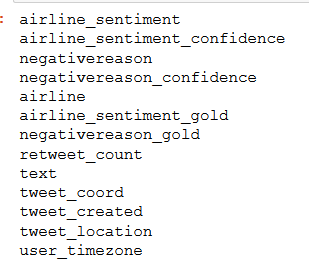 airline_sentiment
airline_sentiment_confidence
negativereason
negativereason_confidence
airline
airline_sentiment_gold
negativereason_gold
retweet_count
text
tweet_coord
tweet_created
tweet_location
user_timezone